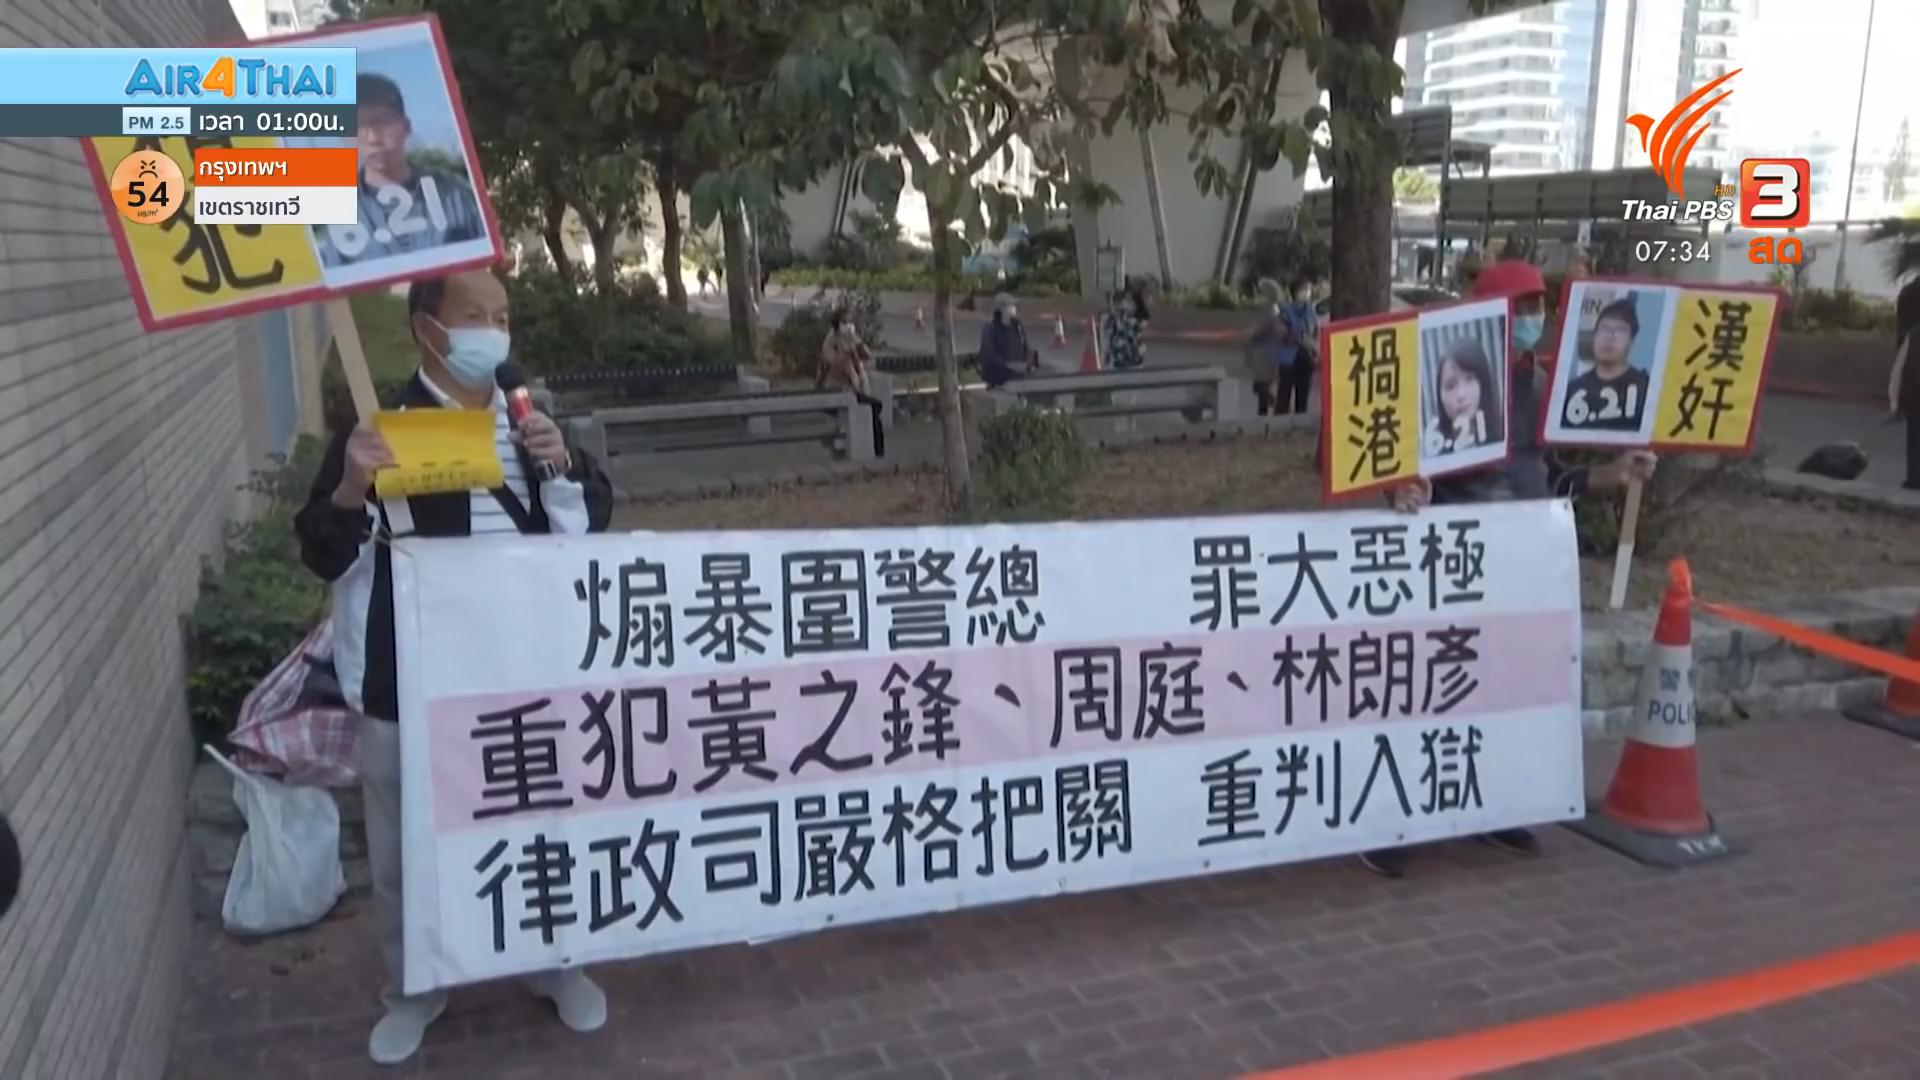 AIR4THAI
PM 2.5 เวลา 01:00น.
54
µg/m³
กรุงเทพฯ
เขตราชเทวี
犯
6.21
HD
Thai PBS 3
07:34 สด
禍港
6.21
6.21
漢奸
煽暴圍警總 罪大惡極
重犯黃之鋒、周庭、林朗彥
律政司嚴格把關 重判入獄
POLI